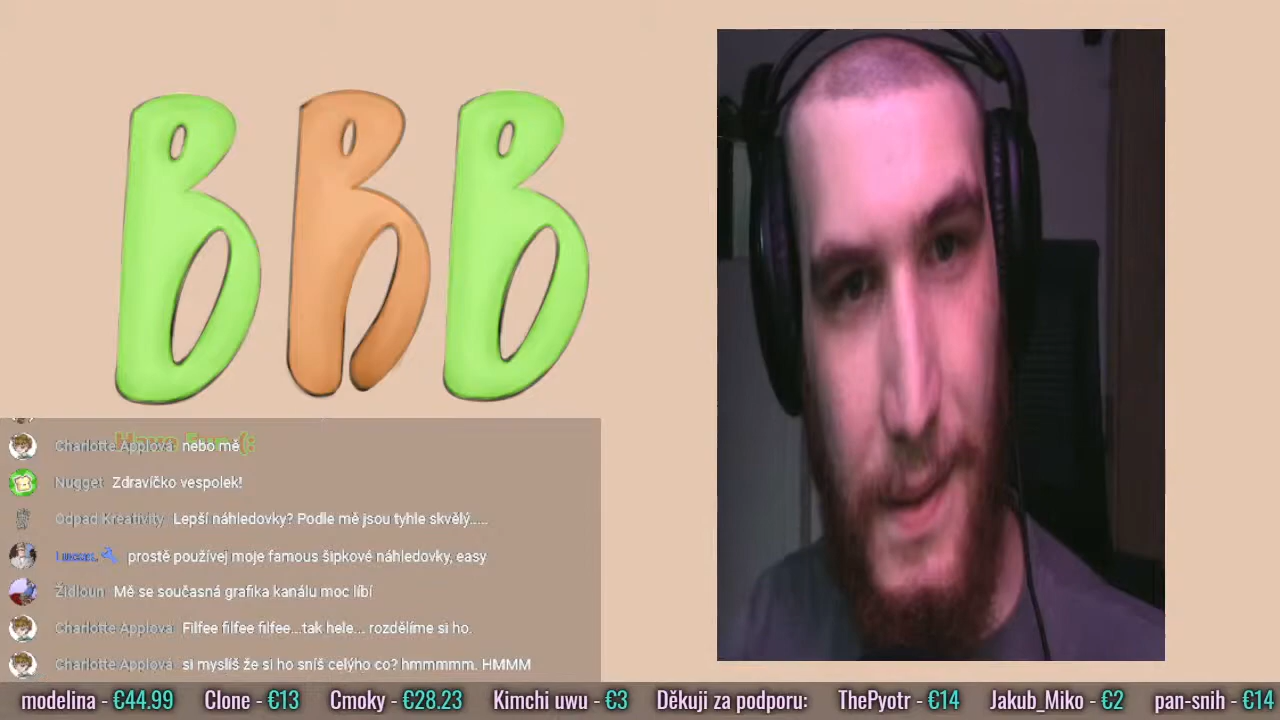 BRB
Charlotte Applová nebo mě
Nugget Zdravíčko vespolek!
Odpad Kreativity Lepší náhledovky? Podle mě jsou tyhle skvělý.....
prostě používej moje famous šipkové náhledovky, easy
Židloun Mě se současná grafika kanálu moc líbí
Charlotte Applová Filfee filfee filfee...tak hele... rozdělíme si ho.
Charlotte Applová si myslíš že si ho sníš celýho co? hmmmmm. HMMM
modelina - €44.99 Clone - €13 Cmoky - €28.23 Kimchi uwu - €3 Děkuji za podporu: ThePyotr - €14 Jakub_Miko - €2 pan-snih - €14